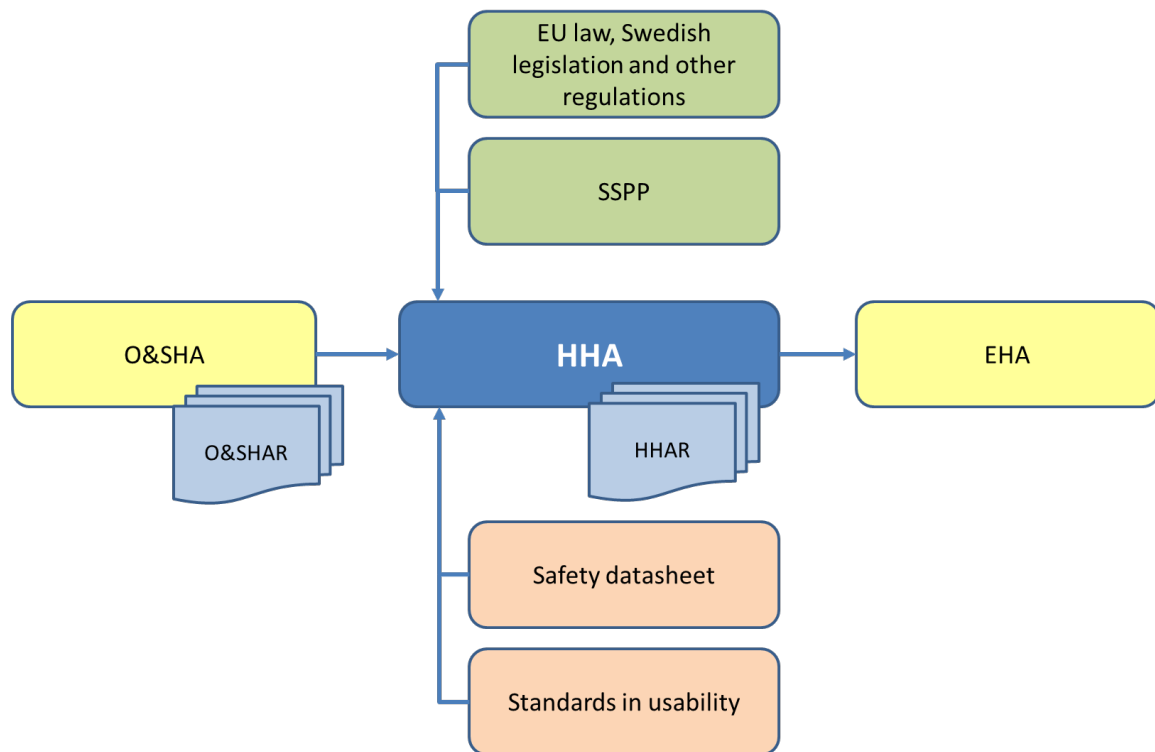 EU law, Swedish
legislation and other
regulations
SSPP
O&SHA
HHA
EHA
O&SHAR
HHAR
Safety datasheet
Standards in usability